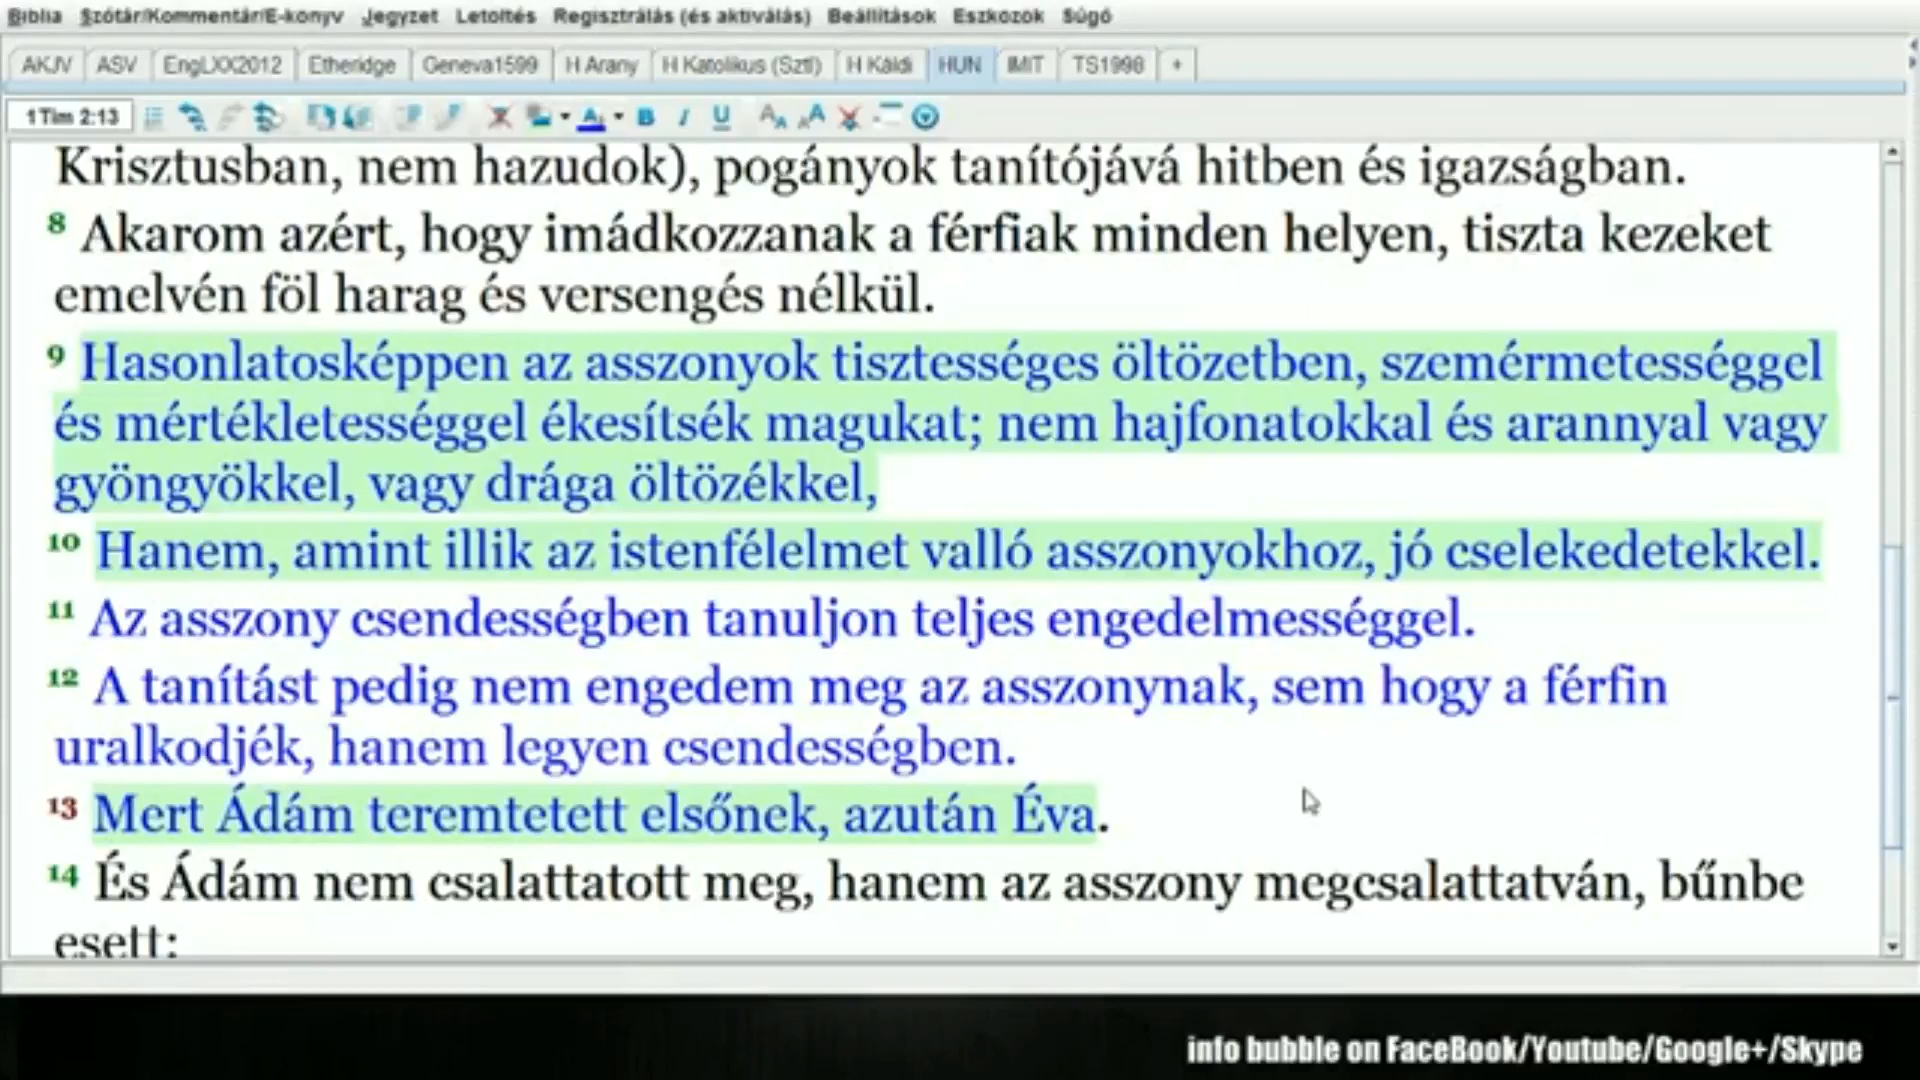 Biblia Szótár/Kommentár/E-könyv Jegyzet Letöltés Regisztrálás (és aktiválás) Beállítások Eszközök Súgó
AKJV ASV EngLXX2012 Etheridge Geneva1599 H Arany H Katolikus (SztI) H Káldi HUN IMIT TS1998 +
1Tim 2:13 A B I U A A A A
Krisztusban, nem hazudok), pogányok tanítójává hitben és igazságban.
8 Akarom azért, hogy imádkozzanak a férfiak minden helyen, tiszta kezeket
emelvén föl harag és versengés nélkül.
9 Hasonlatosképpen az asszonyok tisztességes öltözetben, szemérmetességgel
és mértékletességgel ékesítsék magukat; nem hajfonatokkal és arannyal vagy
gyöngyökkel, vagy drága öltözékkel,
10 Hanem, amint illik az istenfélelmet valló asszonyokhoz, jó cselekedetekkel.
11 Az asszony csendességben tanuljon teljes engedelmességgel.
12 A tanítást pedig nem engedem meg az asszonynak, sem hogy a férfin
uralkodjék, hanem legyen csendességben.
13 Mert Ádám teremtetett elsőnek, azután Éva.
14 És Ádám nem csalattatott meg, hanem az asszony megcsalattatván, bűnbe
esett:
info bubble on FaceBook/Youtube/Google+/Skype